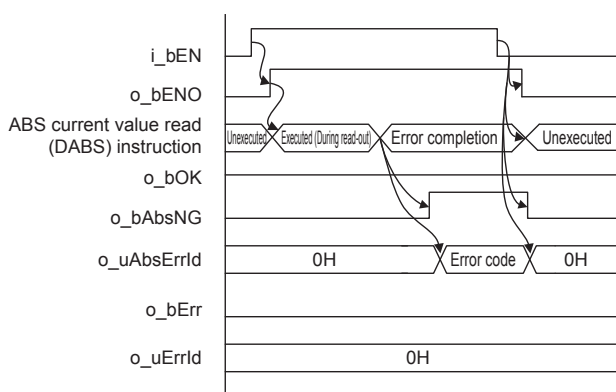 i_bEN
o_bENO
ABS current value read
(DABS) instruction
Unexecuted
Executed (During read-out)
Error completion
Unexecuted
o_bOK
o_bAbsNG
o_uAbsErrId
0H
Error code
0H
o_bErr
o_uErrId
0H